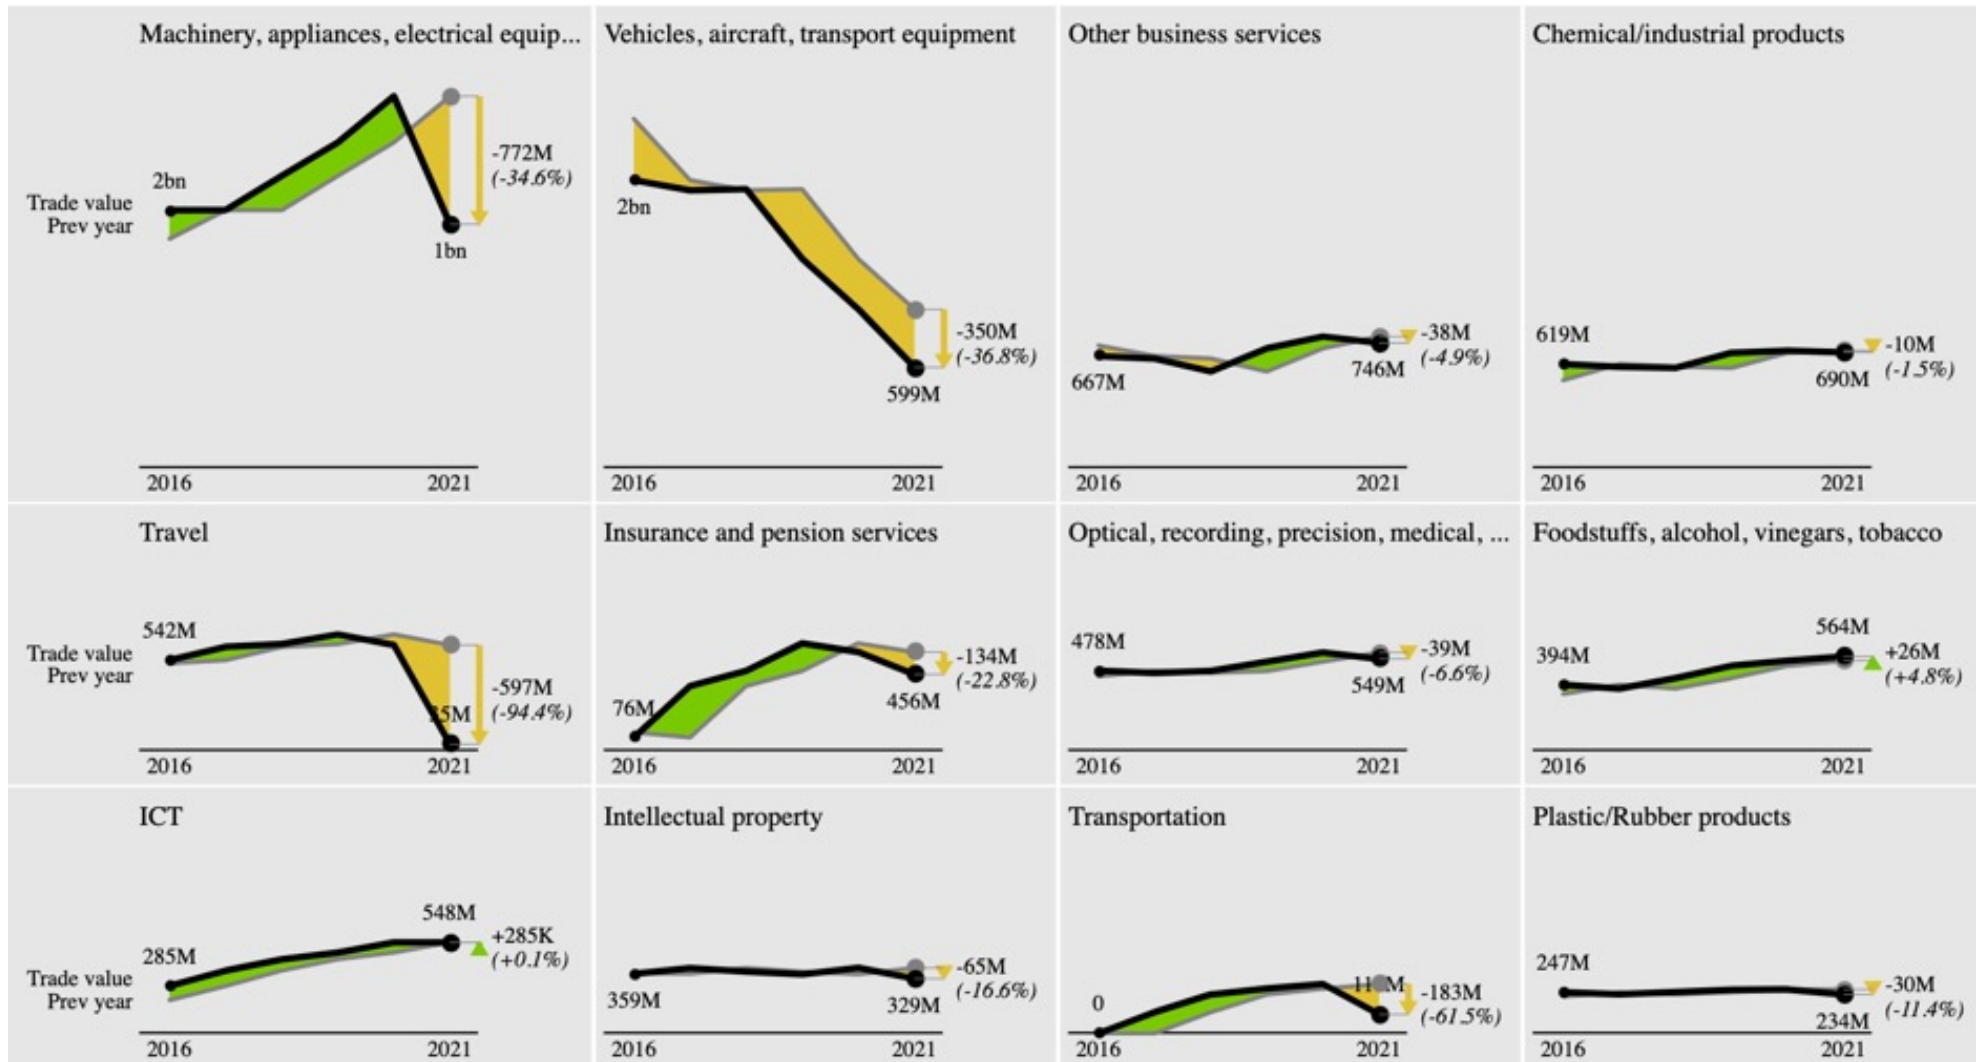 Machinery, appliances, electrical equip...
2bn
Trade value
Prev year
-772M
(-34.6%)
1bn
2016 2021
Vehicles, aircraft, transport equipment
2bn
-350M
(-36.8%)
599M
2016 2021
Other business services
667M
-38M
(-4.9%)
746M
2016 2021
Chemical/industrial products
619M
-10M
(-1.5%)
690M
2016 2021
Travel
542M
Trade value
Prev year
-597M
(-94.4%)
2016 2021
Insurance and pension services
76M
-134M
(-22.8%)
456M
2016 2021
Optical, recording, precision, medical, ...
478M
-39M
(-6.6%)
549M
2016 2021
Foodstuffs, alcohol, vinegars, tobacco
394M
564M
+26M
(+4.8%)
2016 2021
ICT
285M
548M
+285K
(+0.1%)
Trade value
Prev year
2016 2021
Intellectual property
359M
-65M
(-16.6%)
329M
2016 2021
Transportation
0
-183M
(-61.5%)
2016 2021
Plastic/Rubber products
247M
-30M
(-11.4%)
234M
2016 2021